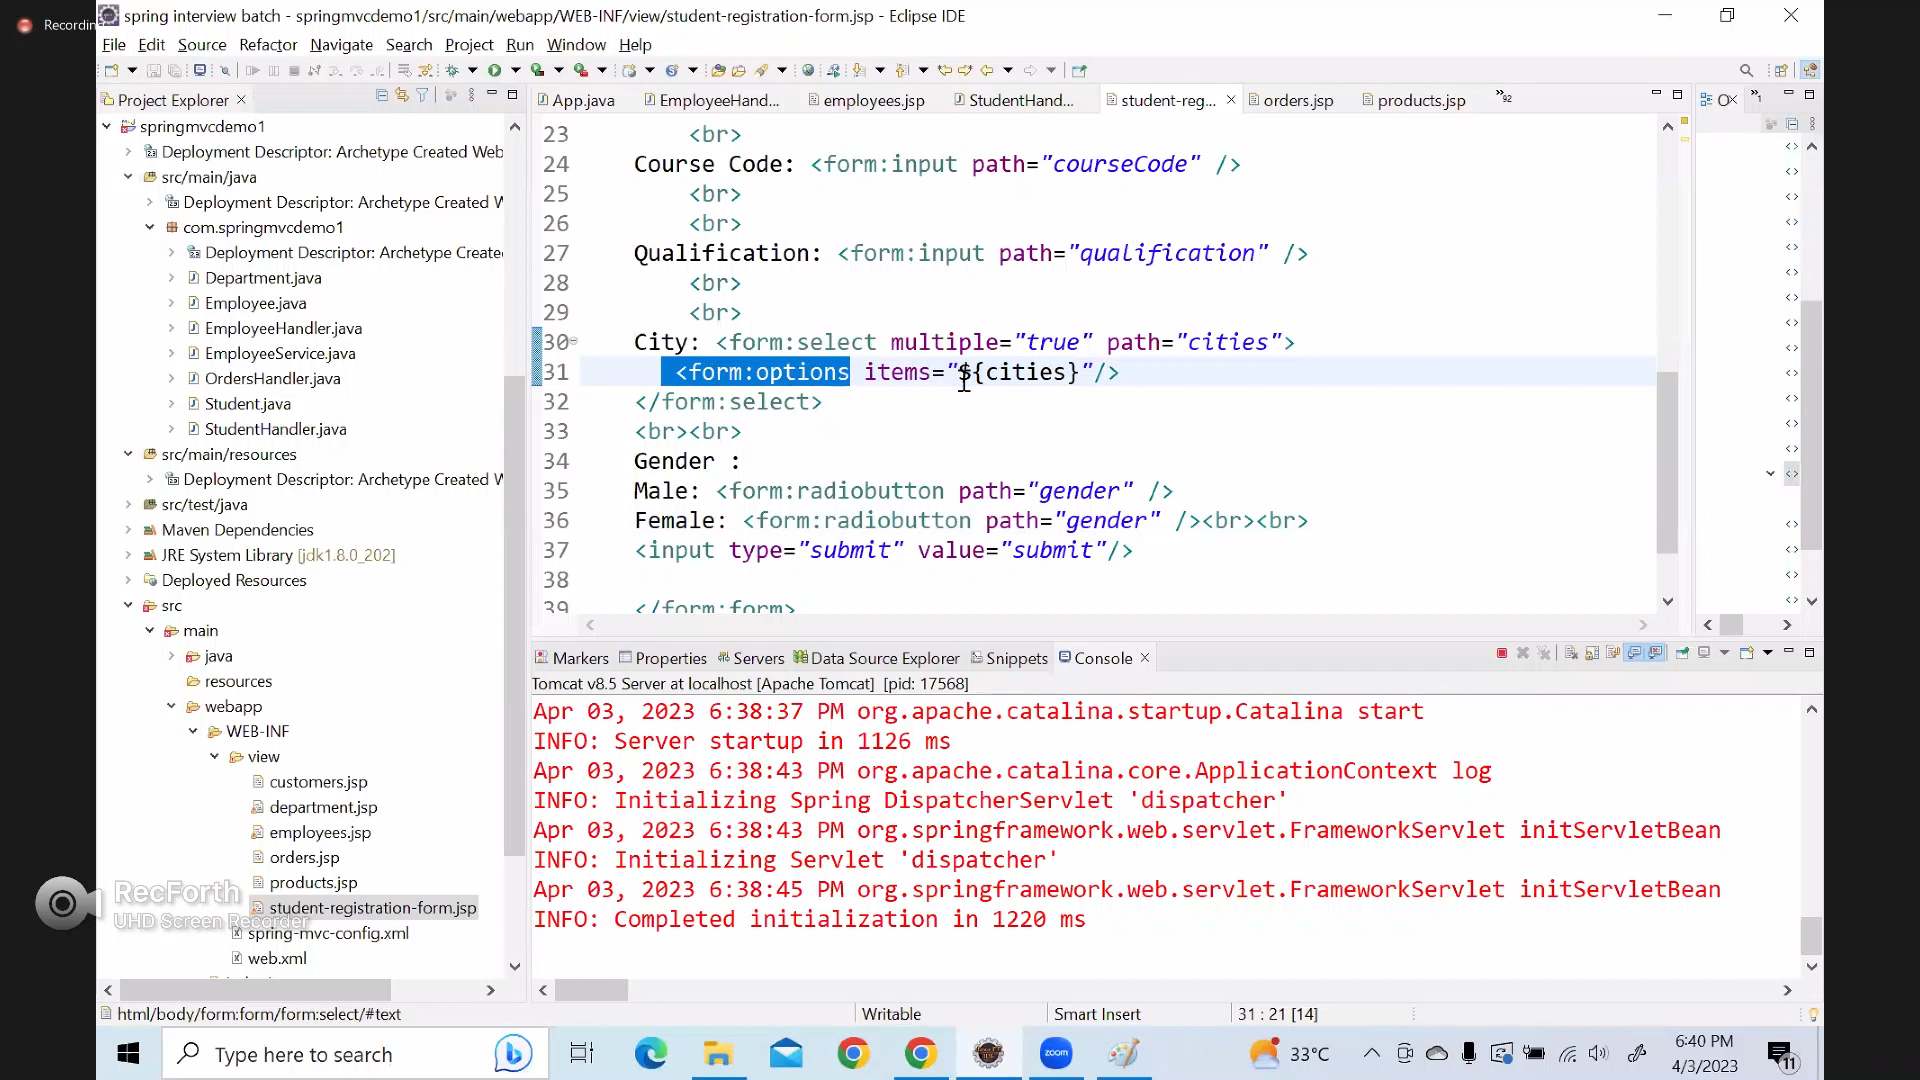 Recording
spring interview batch - springmvcdemo1/src/main/webapp/WEB-INF/view/student-registration-form.jsp - Eclipse IDE
File Edit Source Refactor Navigate Search Project Run Window Help
Project Explorer
springmvcdemo1
Deployment Descriptor: Archetype Created Web
src/main/java
Deployment Descriptor: Archetype Created W
com.springmvcdemo1
Deployment Descriptor: Archetype Create
Department.java
Employee.java
EmployeeHandler.java
EmployeeService.java
OrdersHandler.java
Student.java
StudentHandler.java
src/main/resources
Deployment Descriptor: Archetype Created W
src/test/java
Maven Dependencies
JRE System Library [jdk1.8.0_202]
Deployed Resources
src
main
java
resources
webapp
WEB-INF
view
customers.jsp
department.jsp
employees.jsp
orders.jsp
products.jsp
student-registration-form.jsp
spring-mvc-config.xml
web.xml
RecForth
UHD Screen Recorder
App.java EmployeeHand... employees.jsp StudentHand... student-reg... orders.jsp products.jsp »92
23 <br>
24 Course Code: <form:input path="courseCode" />
25 <br>
26 <br>
27 Qualification: <form:input path="qualification" />
28 <br>
29 <br>
30 City: <form:select multiple="true" path="cities">
31 <form:options items="${cities}"/>
32 </form:select>
33 <br><br>
34 Gender :
35 Male: <form:radiobutton path="gender" />
36 Female: <form:radiobutton path="gender" /><br><br>
37 <input type="submit" value="submit"/>
38
39 </form:form>
Markers Properties Servers Data Source Explorer Snippets Console
Tomcat v8.5 Server at localhost [Apache Tomcat] [pid: 17568]
Apr 03, 2023 6:38:37 PM org.apache.catalina.startup.Catalina start
INFO: Server startup in 1126 ms
Apr 03, 2023 6:38:43 PM org.apache.catalina.core.ApplicationContext log
INFO: Initializing Spring DispatcherServlet 'dispatcher'
Apr 03, 2023 6:38:43 PM org.springframework.web.servlet.FrameworkServlet initServletBean
INFO: Initializing Servlet 'dispatcher'
Apr 03, 2023 6:38:45 PM org.springframework.web.servlet.FrameworkServlet initServletBean
INFO: Completed initialization in 1220 ms
html/body/form:form/form:select/#text Writable Smart Insert 31 : 21 [14]
Type here to search
zoom
33°C
6:40 PM
4/3/2023
11